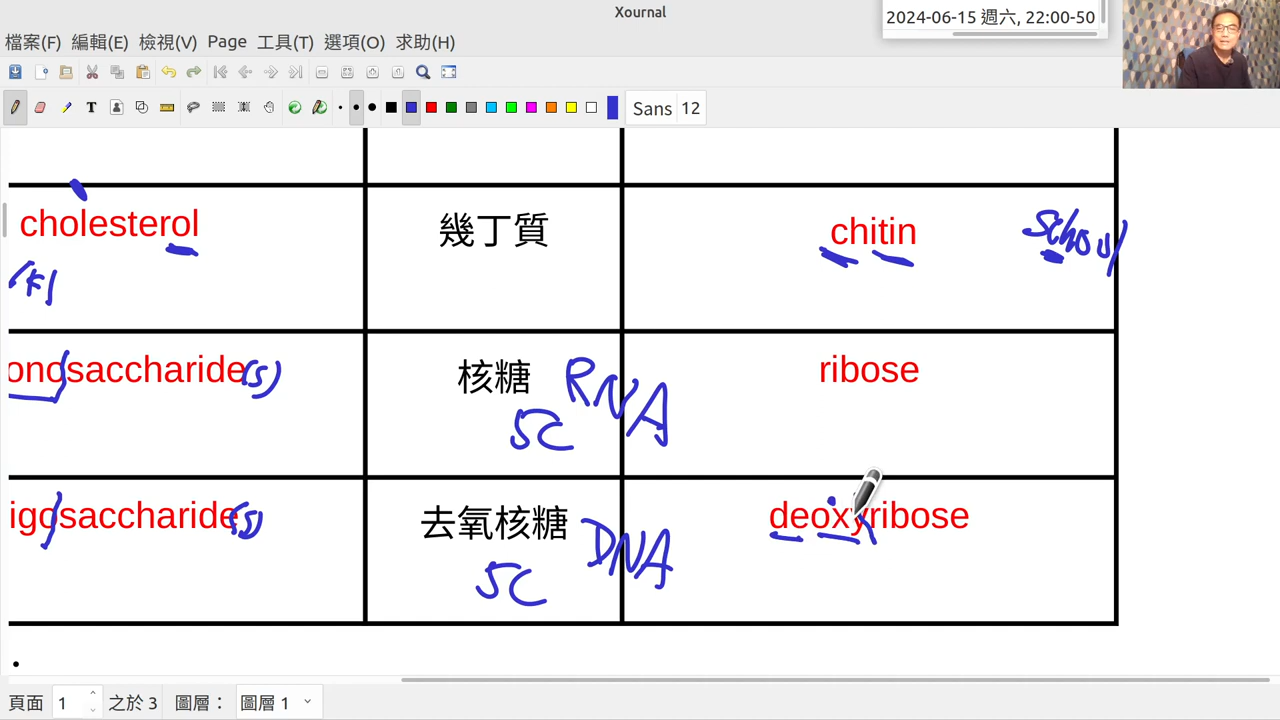 Xournal
2024-06-15 週六, 22:00-50
檔案(F) 編輯(E) 檢視(V) Page 工具(T) 選項(O) 求助(H)
T Sans 12
cholesterol 幾丁質 chitin school
(k)
onosaccharide(s) 核糖 RNA ribose
5C
igosaccharide(s) 去氧核糖 DNA deoxyribose
5C
頁面 1 之於 3 圖層： 圖層 1